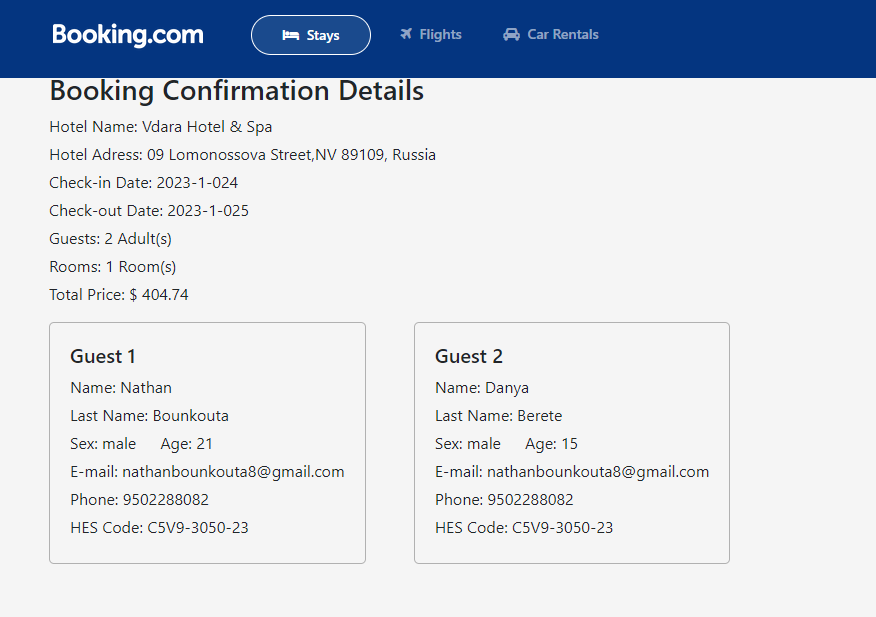 Booking.com Stays Flights Car Rentals
Booking Confirmation Details
Hotel Name: Vdara Hotel & Spa
Hotel Adress: 09 Lomonossova Street,NV 89109, Russia
Check-in Date: 2023-1-024
Check-out Date: 2023-1-025
Guests: 2 Adult(s)
Rooms: 1 Room(s)
Total Price: $ 404.74
Guest 1
Name: Nathan
Last Name: Bounkouta
Sex: male Age: 21
E-mail: nathanbounkouta8@gmail.com
Phone: 9502288082
HES Code: C5V9-3050-23
Guest 2
Name: Danya
Last Name: Berete
Sex: male Age: 15
E-mail: nathanbounkouta8@gmail.com
Phone: 9502288082
HES Code: C5V9-3050-23